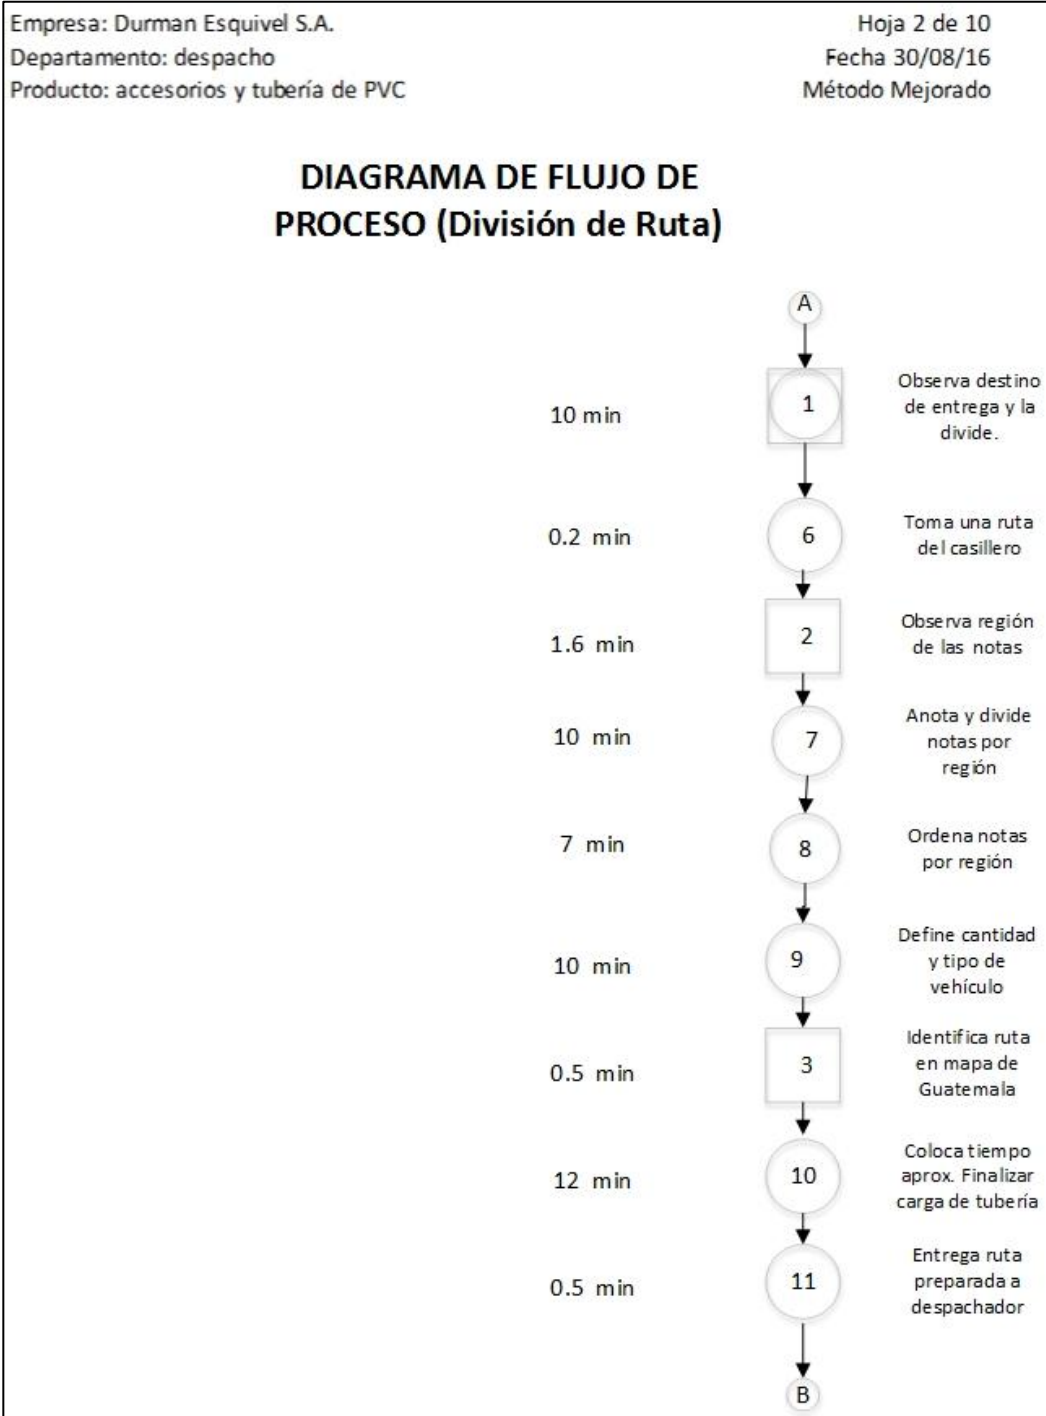 Empresa: Durman Esquivel S.A.
Hoja 2 de 10
Departamento: despacho
Fecha 30/08/16
Producto: accesorios y tubería de PVC
Método Mejorado
DIAGRAMA DE FLUJO DE
PROCESO (División de Ruta)
A
10 min
1
Observa destino
de entrega y la
divide.
0.2 min
6
Toma una ruta
del casillero
1.6 min
2
Observa región
de las notas
10 min
7
Anota y divide
notas por
región
7 min
8
Ordena notas
por región
10 min
9
Define cantidad
y tipo de
vehículo
0.5 min
3
Identifica ruta
en mapa de
Guatemala
12 min
10
Coloca tiempo
aprox. Finalizar
carga de tubería
0.5 min
11
Entrega ruta
preparada a
despachador
B